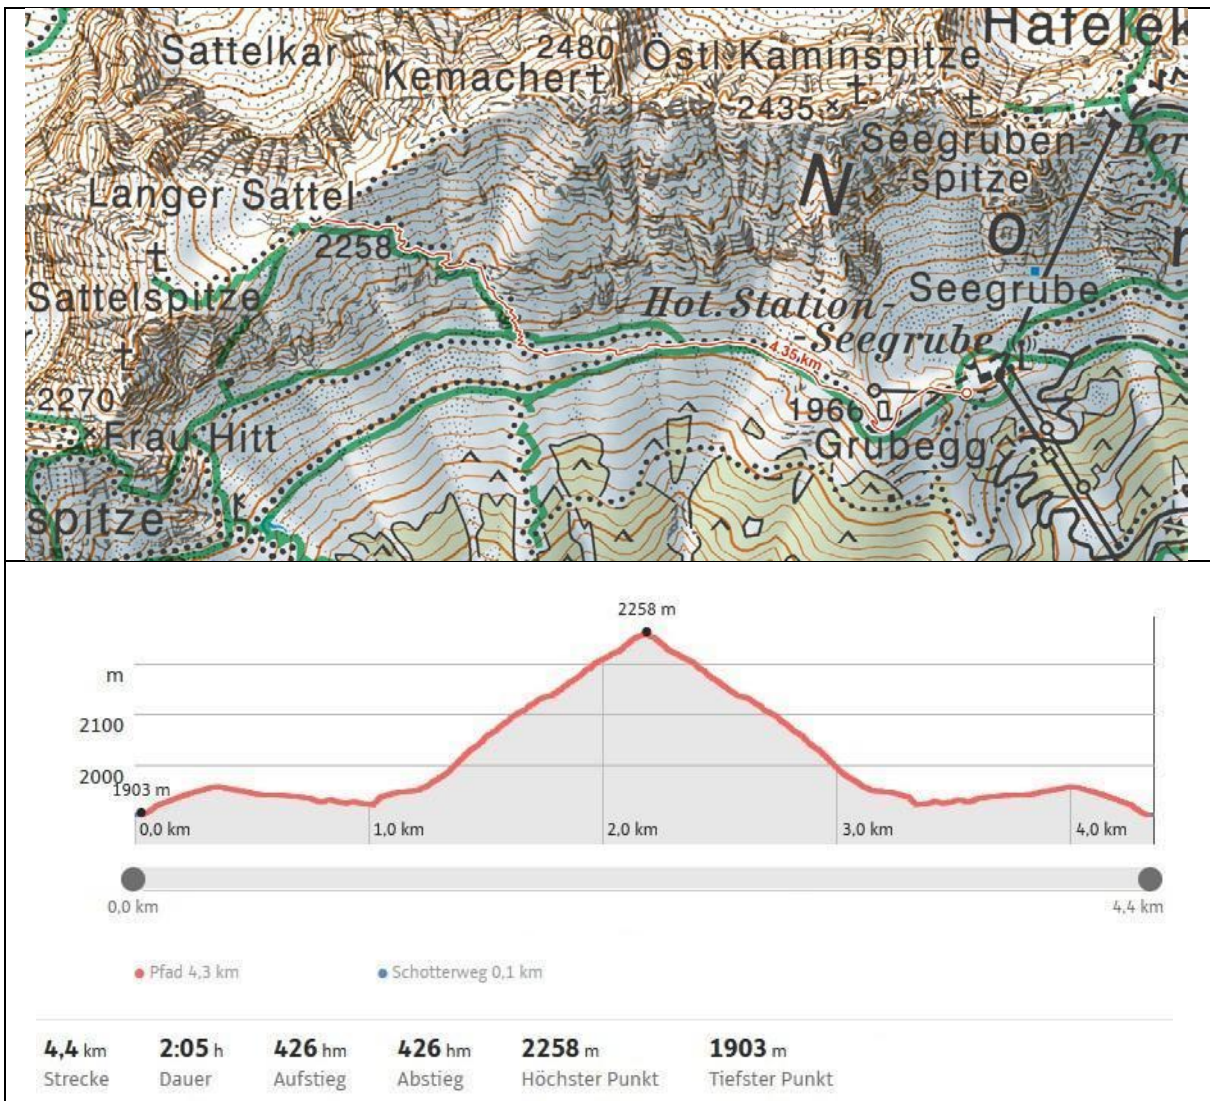 Hafelek
Sattelkar
2480
Kemacher
Östl. Kaminspitze
2435
Seegruben-
spitze
Ber
N
O
Langer Sattel
2258
Sattelspitze
Seegrube
Hot. Station-
-Seegrube
4.35 km
2270
1966
Grubegg
Frau Hitt
spitze
2258 m
m
2100
2000
1903 m
0,0 km 1,0 km 2,0 km 3,0 km 4,0 km
0,0 km 4,4 km
Pfad 4,3 km Schotterweg 0,1 km
4,4 km 2:05 h 426 hm 426 hm 2258 m 1903 m
Strecke Dauer Aufstieg Abstieg Höchster Punkt Tiefster Punkt